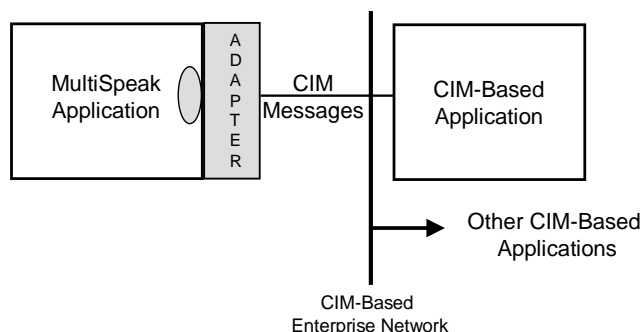 MultiSpeak
Application
A
D
A
P
T
E
R
CIM
Messages
CIM-Based
Application
Other CIM-Based
Applications
CIM-Based
Enterprise Network